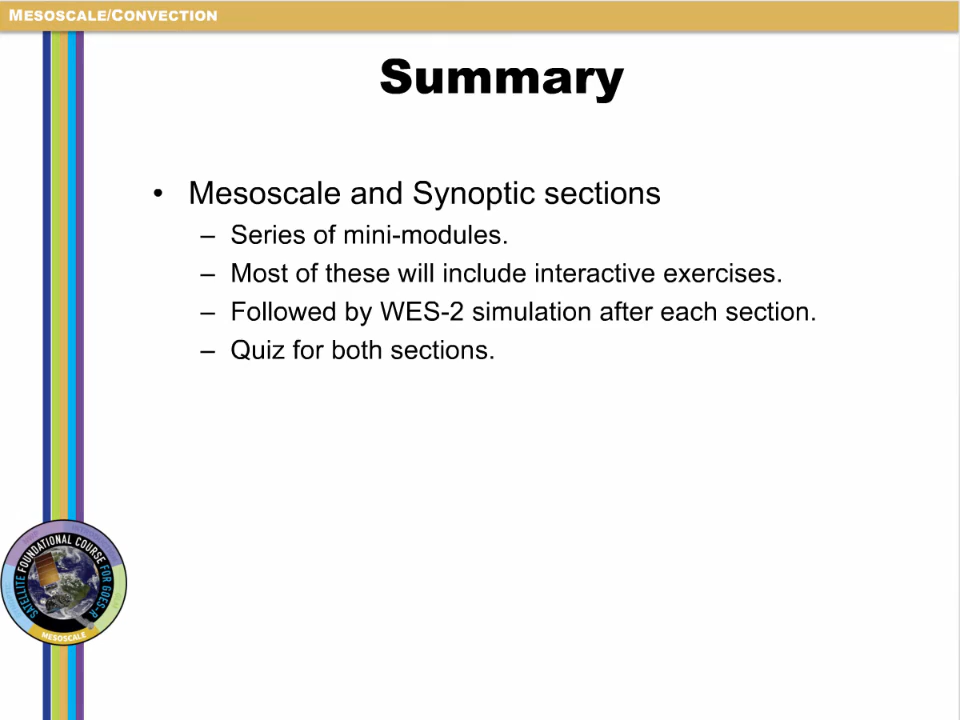 MESOSCALE/CONVECTION
Summary
• Mesoscale and Synoptic sections
– Series of mini-modules.
– Most of these will include interactive exercises.
– Followed by WES-2 simulation after each section.
– Quiz for both sections.
SATELLITE FOUNDATIONAL COURSE FOR GOES-R
MESOSCALE